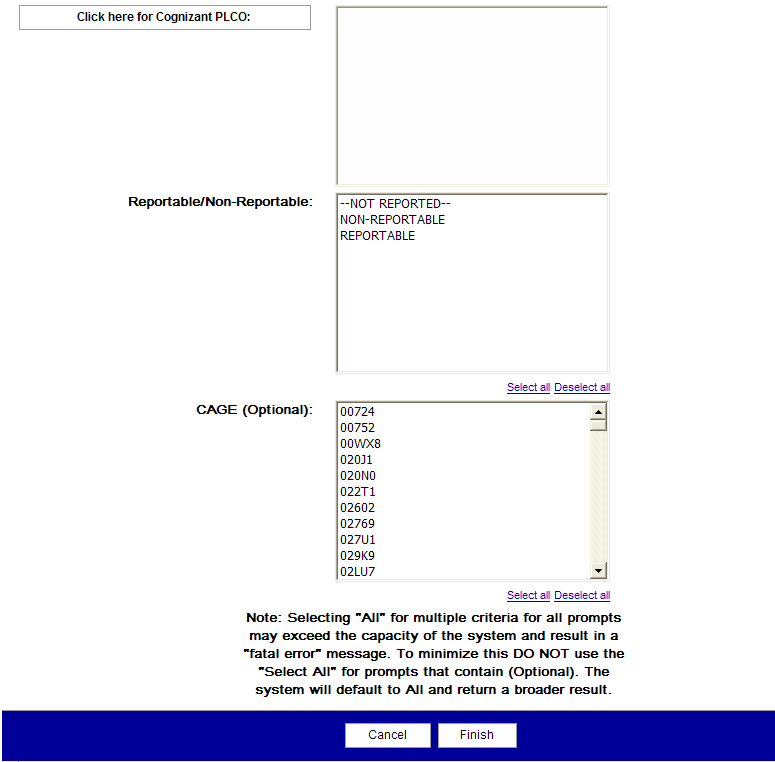 Click here for Cognizant PLCO:
Reportable/Non-Reportable:
--NOT REPORTED--
NON-REPORTABLE
REPORTABLE
Select all Deselect all
CAGE (Optional):
00724
00752
00WX8
020J1
020N0
022T1
02602
02769
027U1
029K9
02LU7
Select all Deselect all
Note: Selecting "All" for multiple criteria for all prompts
may exceed the capacity of the system and result in a
"fatal error" message. To minimize this DO NOT use the
"Select All" for prompts that contain (Optional). The
system will default to All and return a broader result.
Cancel Finish